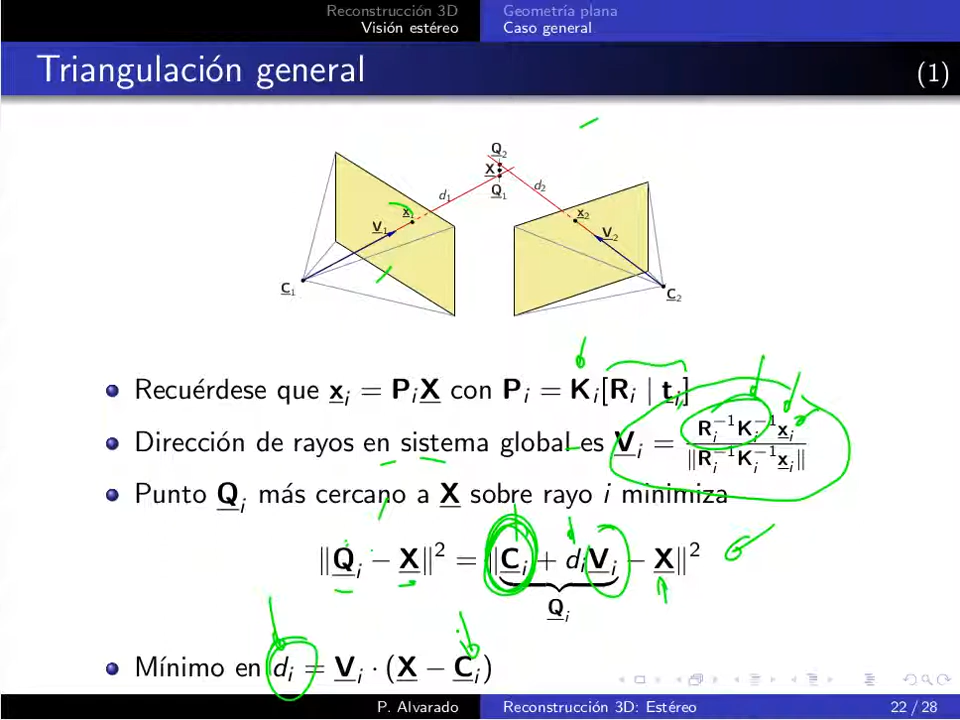 Reconstrucción 3D Geometría plana
Visión estéreo Caso general
Triangulación general (1)
Q₂
X
Q₁
d₁
d₂
x₁
x₂
V₁
V₂
C₁
C₂
Recuérdese que xᵢ = PᵢX con Pᵢ = Kᵢ[Rᵢ | tᵢ]
Dirección de rayos en sistema global es Vᵢ = Rᵢ⁻¹Kᵢ⁻¹xᵢ / ‖Rᵢ⁻¹Kᵢ⁻¹xᵢ‖
Punto Qᵢ más cercano a X sobre rayo i minimiza
‖Qᵢ − X‖² = ‖Cᵢ + dᵢVᵢ − X‖²
Qᵢ
Mínimo en dᵢ = Vᵢ · (X − Cᵢ)
P. Alvarado Reconstrucción 3D: Estéreo 22 / 28